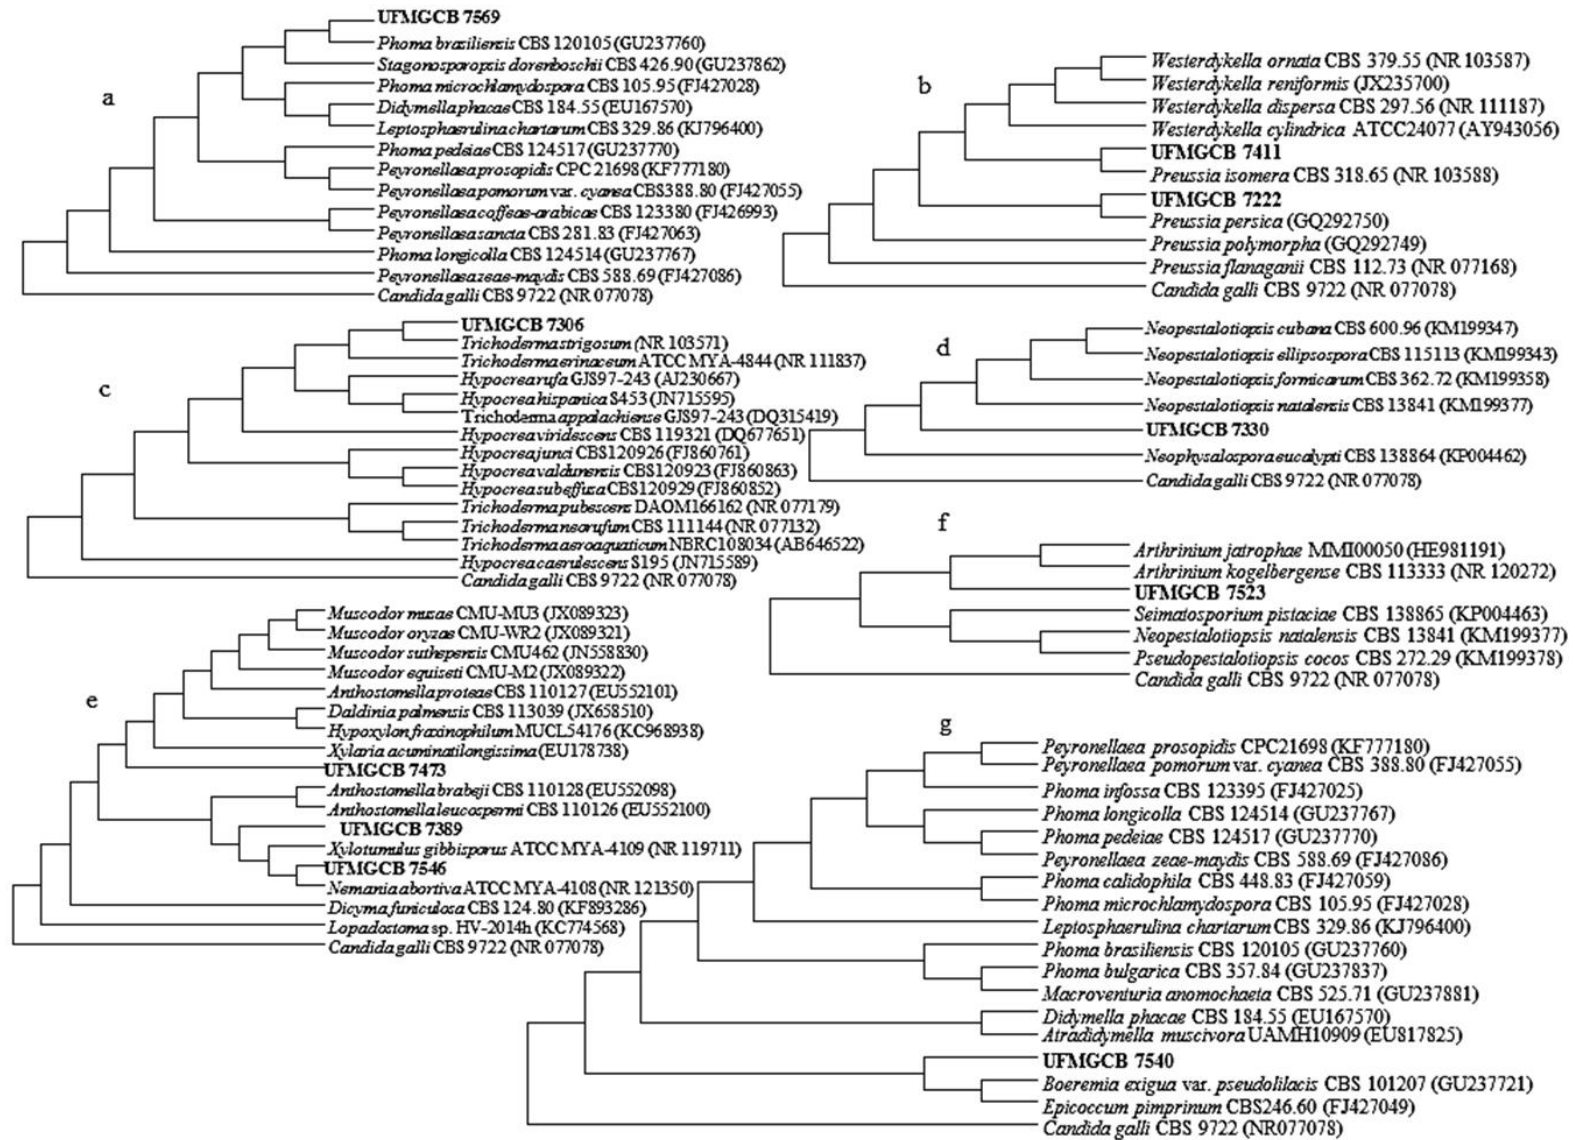 a
UFMGCB 7569
Phoma braziliensis CBS 120105 (GU237760)
Stagonosporopsis dorenboschii CBS 426.90 (GU237862)
Phoma microchlamydospora CBS 105.95 (FJ427028)
Didymella phacae CBS 184.55 (EU167570)
Leptosphaerulina chartarum CBS 329.86 (KJ796400)
Phoma pedeiae CBS 124517 (GU237770)
Peyronellaea prosopidis CPC 21698 (KF777180)
Peyronellaea pomorum var. cyanea CBS388.80 (FJ427055)
Peyronellaea coffeae-arabicae CBS 123380 (FJ426993)
Peyronellaea sancta CBS 281.83 (FJ427063)
Phoma longicolla CBS 124514 (GU237767)
Peyronellaea zeae-maydis CBS 588.69 (FJ427086)
Candida galli CBS 9722 (NR 077078)
b
Westerdykella ornata CBS 379.55 (NR 103587)
Westerdykella reniformis (JX235700)
Westerdykella dispersa CBS 297.56 (NR 111187)
Westerdykella cylindrica ATCC24077 (AY943056)
UFMGCB 7411
Preussia isomera CBS 318.65 (NR 103588)
UFMGCB 7222
Preussia persica (GQ292750)
Preussia polymorpha (GQ292749)
Preussia flanaganii CBS 112.73 (NR 077168)
Candida galli CBS 9722 (NR 077078)
c
UFMGCB 7306
Trichoderma strigosum (NR 103571)
Trichoderma erinaceum ATCC MYA-4844 (NR 111837)
Hypocrea rufa GJS97-243 (AJ230667)
Hypocrea hispanica S453 (JN715595)
Trichoderma appalachiense GJS97-243 (DQ315419)
Hypocrea viridescens CBS 119321 (DQ677651)
Hypocrea junci CBS120926 (FJ860761)
Hypocrea valdunensis CBS120923 (FJ860863)
Hypocrea subeffusa CBS120929 (FJ860852)
Trichoderma pubescens DAOM166162 (NR 077179)
Trichoderma neorufum CBS 111144 (NR 077132)
Trichoderma aeroaquaticum NBRC108034 (AB646522)
Hypocrea caerulescens S195 (JN715589)
Candida galli CBS 9722 (NR 077078)
d
Neopestalotiopsis cubana CBS 600.96 (KM199347)
Neopestalotiopsis ellipsospora CBS 115113 (KM199343)
Neopestalotiopsis formicarum CBS 362.72 (KM199358)
Neopestalotiopsis natalensis CBS 13841 (KM199377)
UFMGCB 7330
Neophysalospora eucalypti CBS 138864 (KP004462)
Candida galli CBS 9722 (NR 077078)
f
Arthrinium jatrophae MMI00050 (HE981191)
Arthrinium kogelbergense CBS 113333 (NR 120272)
UFMGCB 7523
Seimatosporium pistaciae CBS 138865 (KP004463)
Neopestalotiopsis natalensis CBS 13841 (KM199377)
Pseudopestalotiopsis cocos CBS 272.29 (KM199378)
Candida galli CBS 9722 (NR 077078)
e
Muscodor musae CMU-MU3 (JX089323)
Muscodor oryzae CMU-WR2 (JX089321)
Muscodor suthepensis CMU462 (JN558830)
Muscodor equiseti CMU-M2 (JX089322)
Anthostomella proteae CBS 110127 (EU552101)
Daldinia palmensis CBS 113039 (JX658510)
Hypoxylon fraxinophilum MUCL54176 (KC968938)
Xylaria acuminatilongissima (EU178738)
UFMGCB 7473
Anthostomella brabeji CBS 110128 (EU552098)
Anthostomella leucospermi CBS 110126 (EU552100)
UFMGCB 7389
Xylotumulus gibbisporus ATCC MYA-4109 (NR 119711)
UFMGCB 7546
Nemania abortiva ATCC MYA-4108 (NR 121350)
Dicyma funiculosa CBS 124.80 (KF893286)
Lopadostoma sp. HV-2014h (KC774568)
Candida galli CBS 9722 (NR 077078)
g
Peyronellaea prosopidis CPC21698 (KF777180)
Peyronellaea pomorum var. cyanea CBS 388.80 (FJ427055)
Phoma infossa CBS 123395 (FJ427025)
Phoma longicolla CBS 124514 (GU237767)
Phoma pedeiae CBS 124517 (GU237770)
Peyronellaea zeae-maydis CBS 588.69 (FJ427086)
Phoma calidophila CBS 448.83 (FJ427059)
Phoma microchlamydospora CBS 105.95 (FJ427028)
Leptosphaerulina chartarum CBS 329.86 (KJ796400)
Phoma brasiliensis CBS 120105 (GU237760)
Phoma bulgarica CBS 357.84 (GU237837)
Macroventuria anomochaeta CBS 525.71 (GU237881)
Didymella phacae CBS 184.55 (EU167570)
Atradidymella muscivora UAMH10909 (EU817825)
UFMGCB 7540
Boeremia exigua var. pseudolilacis CBS 101207 (GU237721)
Epicoccum pimprinum CBS246.60 (FJ427049)
Candida galli CBS 9722 (NR077078)